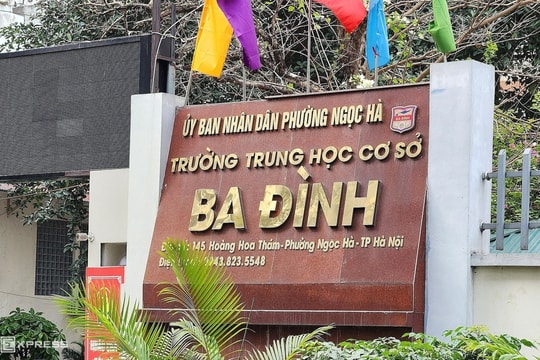 ỦY BAN NHÂN DÂN PHƯỜNG NGỌC HÀ
TRƯỜNG TRUNG HỌC CƠ SỞ
BA ĐÌNH
145 Hoàng Hoa Thám-Phường Ngọc Hà-TP Hà Nội
0243.823.5548
EXPRESS